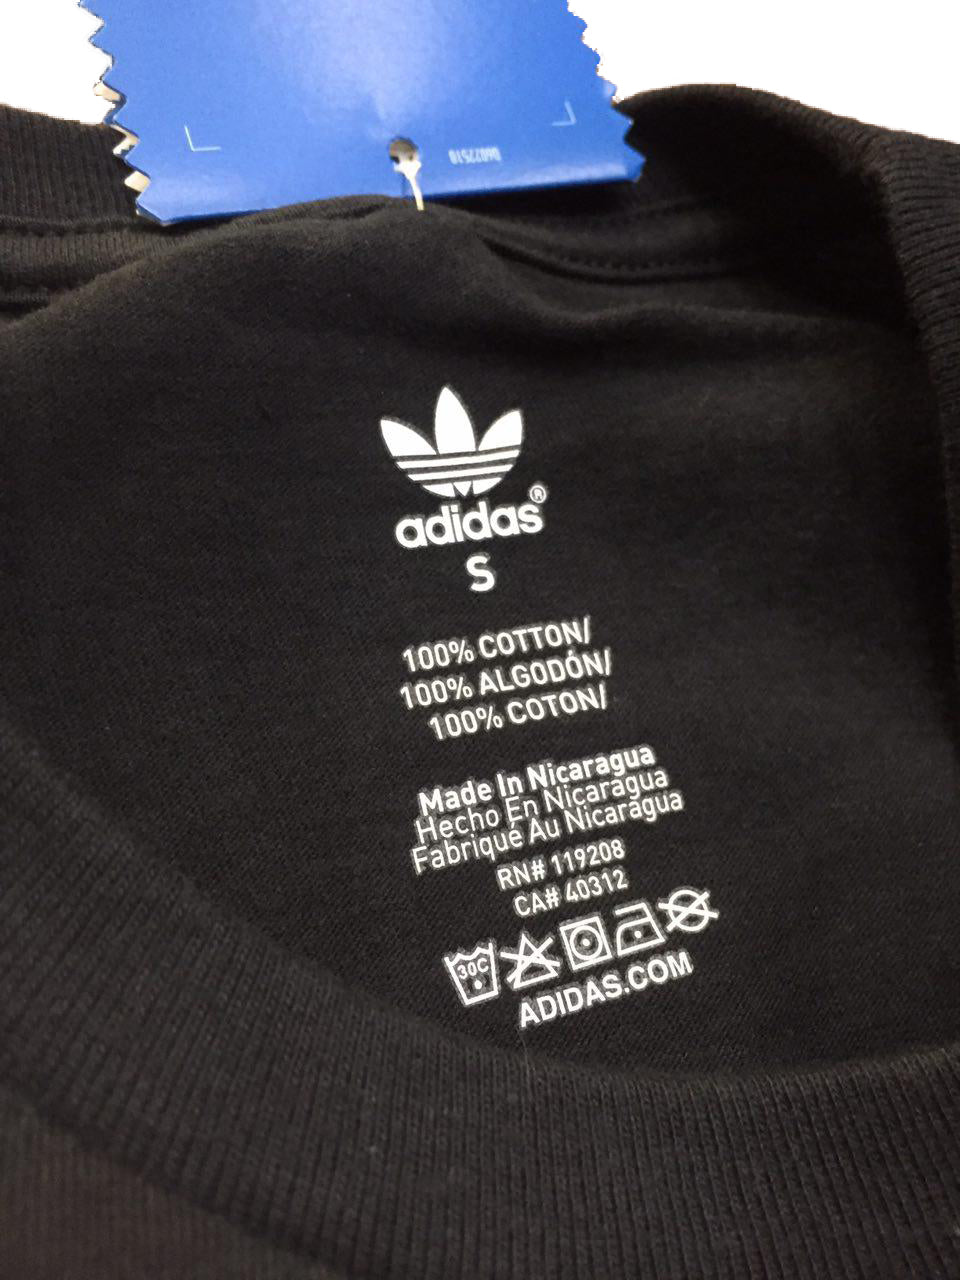 06022510
adidas®
S
100% COTTON/
100% ALGODÓN/
100% COTON/
Made In Nicaragua
Hecho En Nicaragua
Fabriqué Au Nicaragua
RN# 119208
CA# 40312
30C
ADIDAS.COM